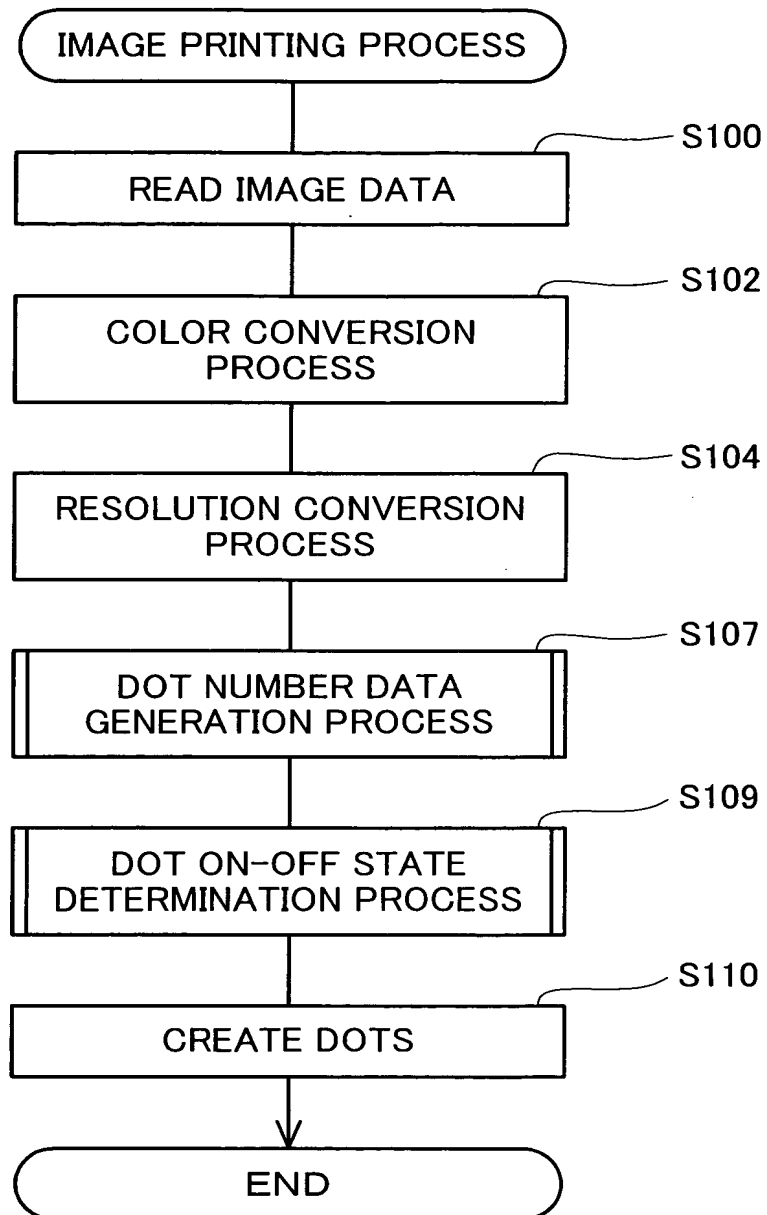 IMAGE PRINTING PROCESS
S100
READ IMAGE DATA
S102
COLOR CONVERSION
PROCESS
S104
RESOLUTION CONVERSION
PROCESS
S107
DOT NUMBER DATA
GENERATION PROCESS
S109
DOT ON-OFF STATE
DETERMINATION PROCESS
S110
CREATE DOTS
END